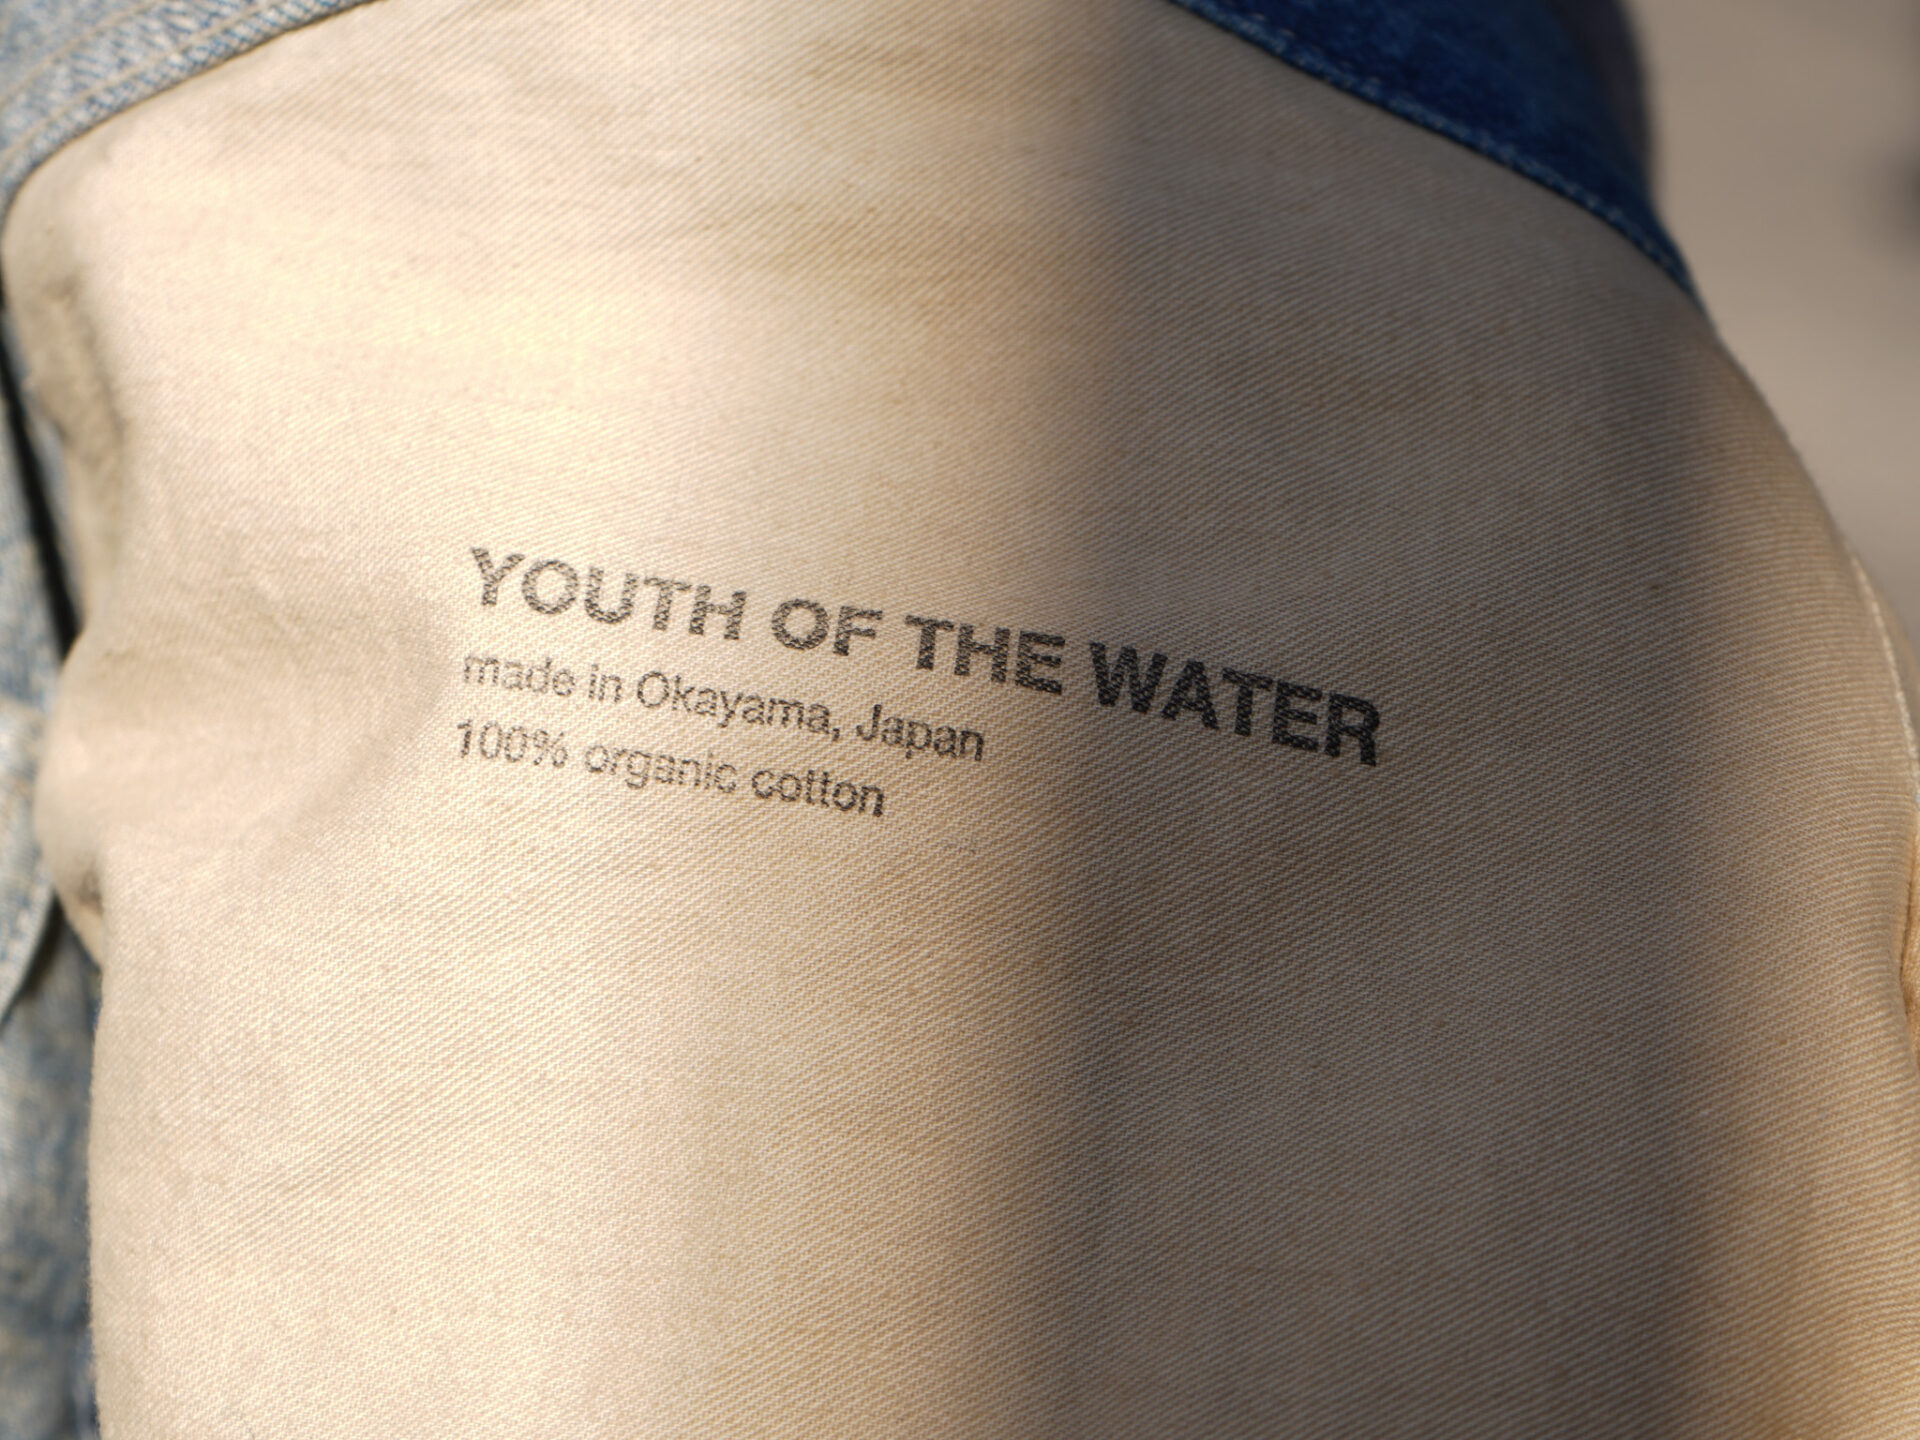 YOUTH OF THE WATER
made in Okayama, Japan
100% organic cotton